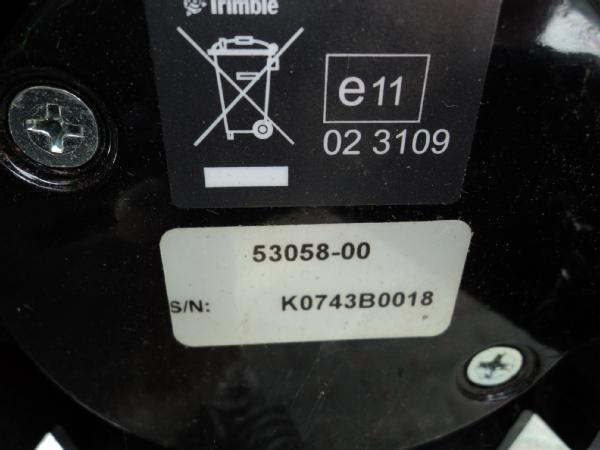 Trimble
e11
02 3109
53058-00
S/N: K0743B0018